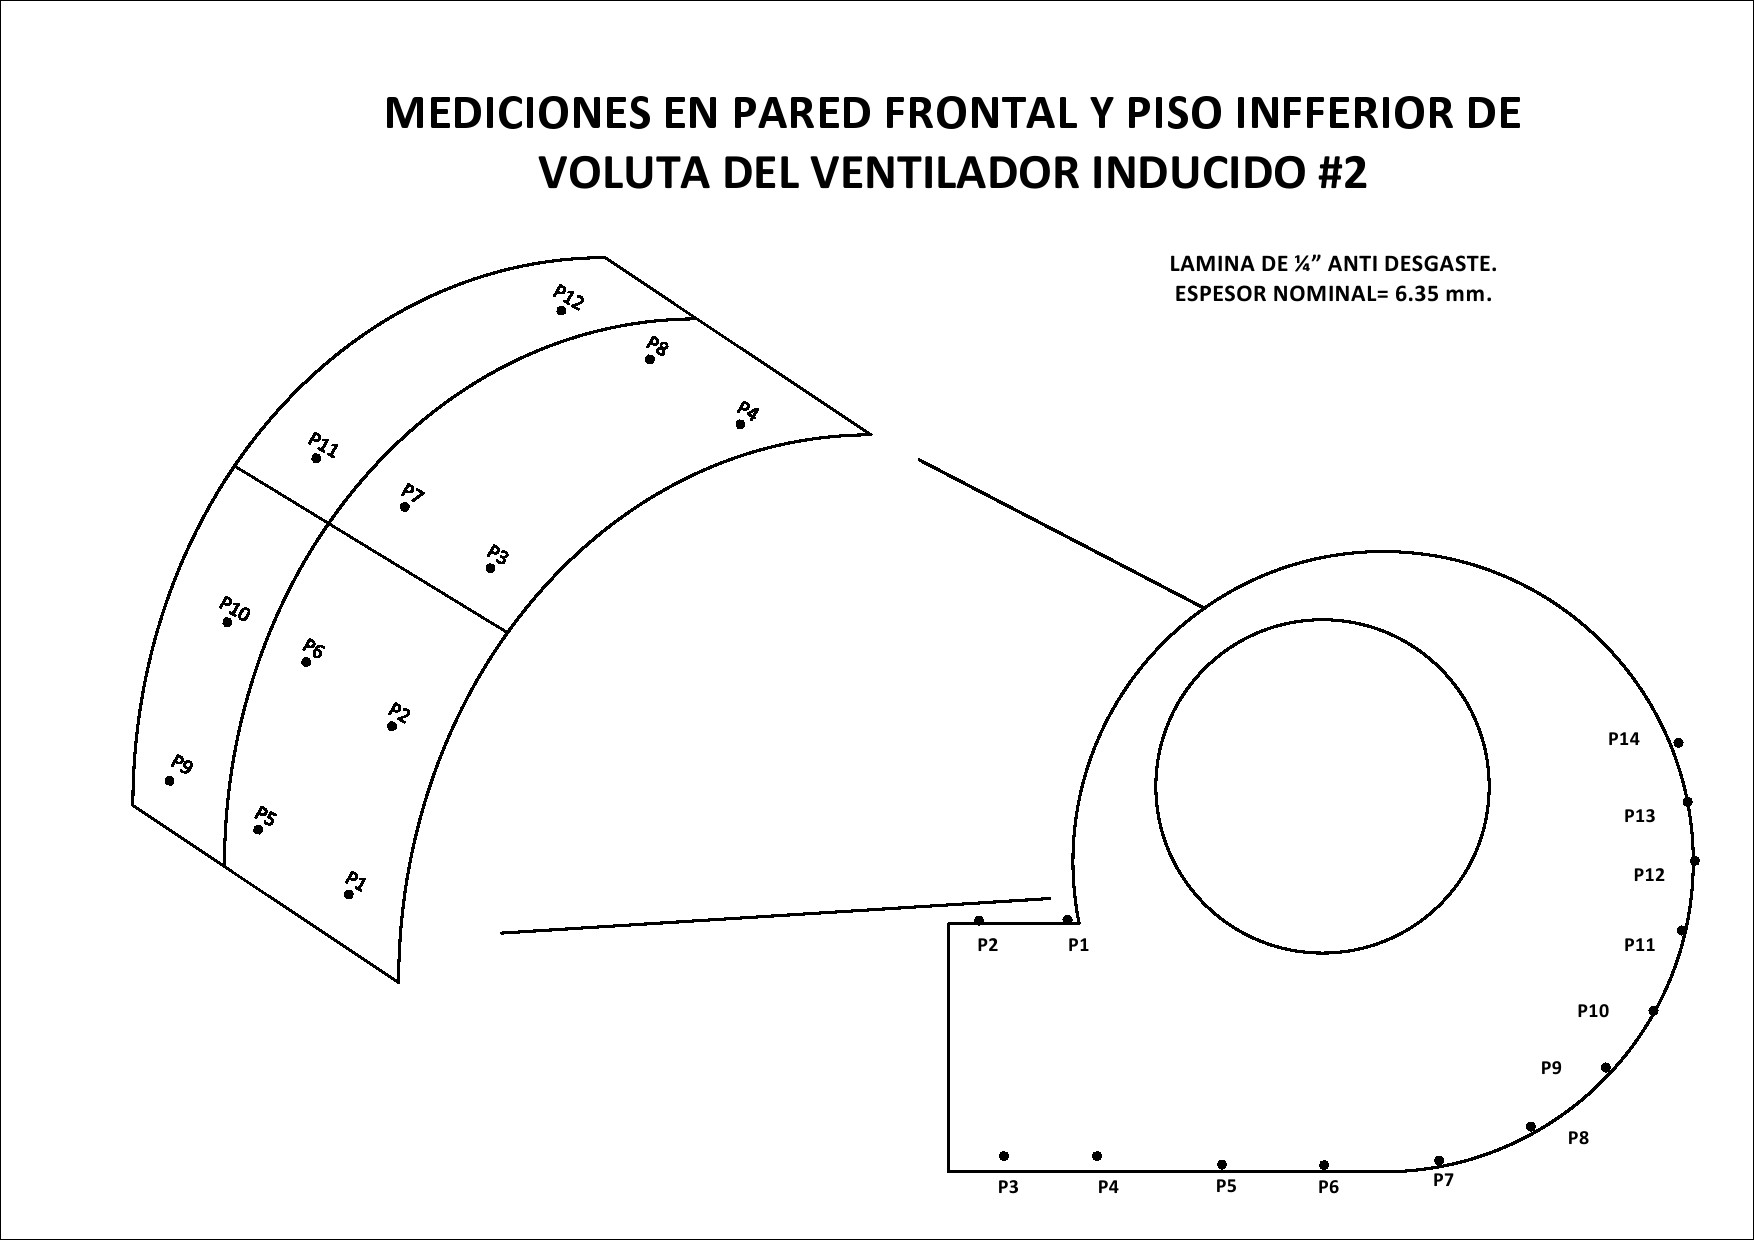 MEDICIONES EN PARED FRONTAL Y PISO INFFERIOR DE
VOLUTA DEL VENTILADOR INDUCIDO #2
LAMINA DE ¼” ANTI DESGASTE.
ESPESOR NOMINAL= 6.35 mm.
P12
P8
P4
P11
P7
P3
P10
P6
P2
P9
P5
P1
P14
P13
P12
P11
P2
P1
P10
P9
P8
P7
P3
P4
P5
P6